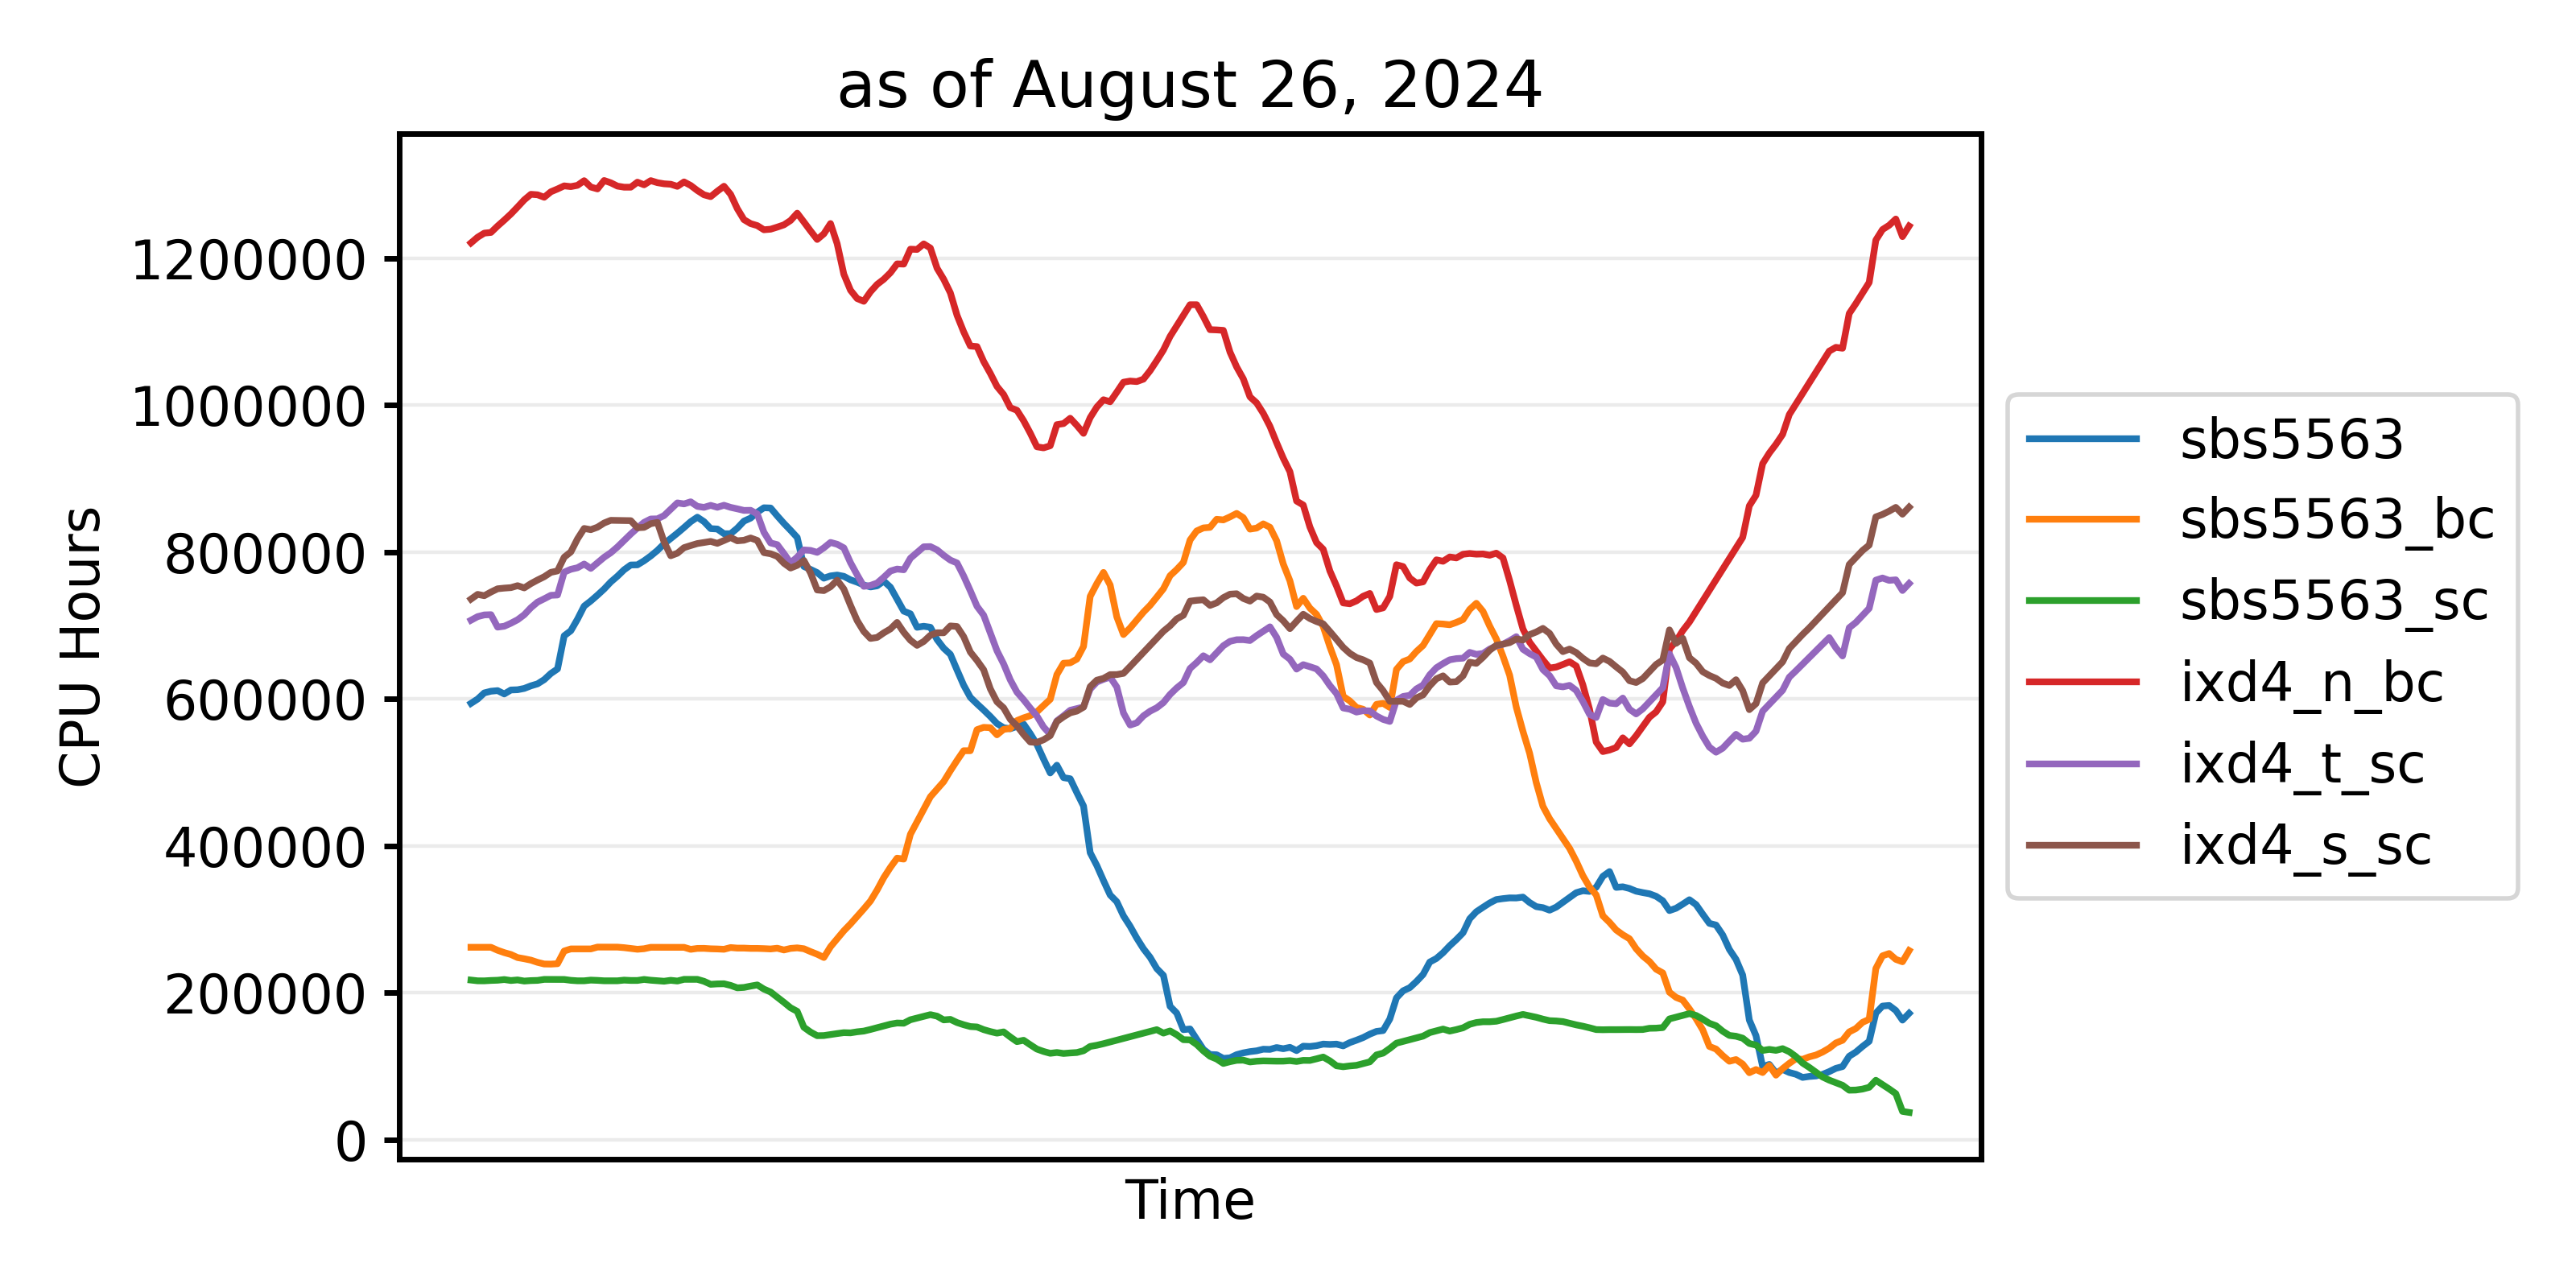 as of August 26, 2024
CPU Hours
1200000
1000000
800000
600000
400000
200000
0
Time
sbs5563
sbs5563_bc
sbs5563_sc
ixd4_n_bc
ixd4_t_sc
ixd4_s_sc